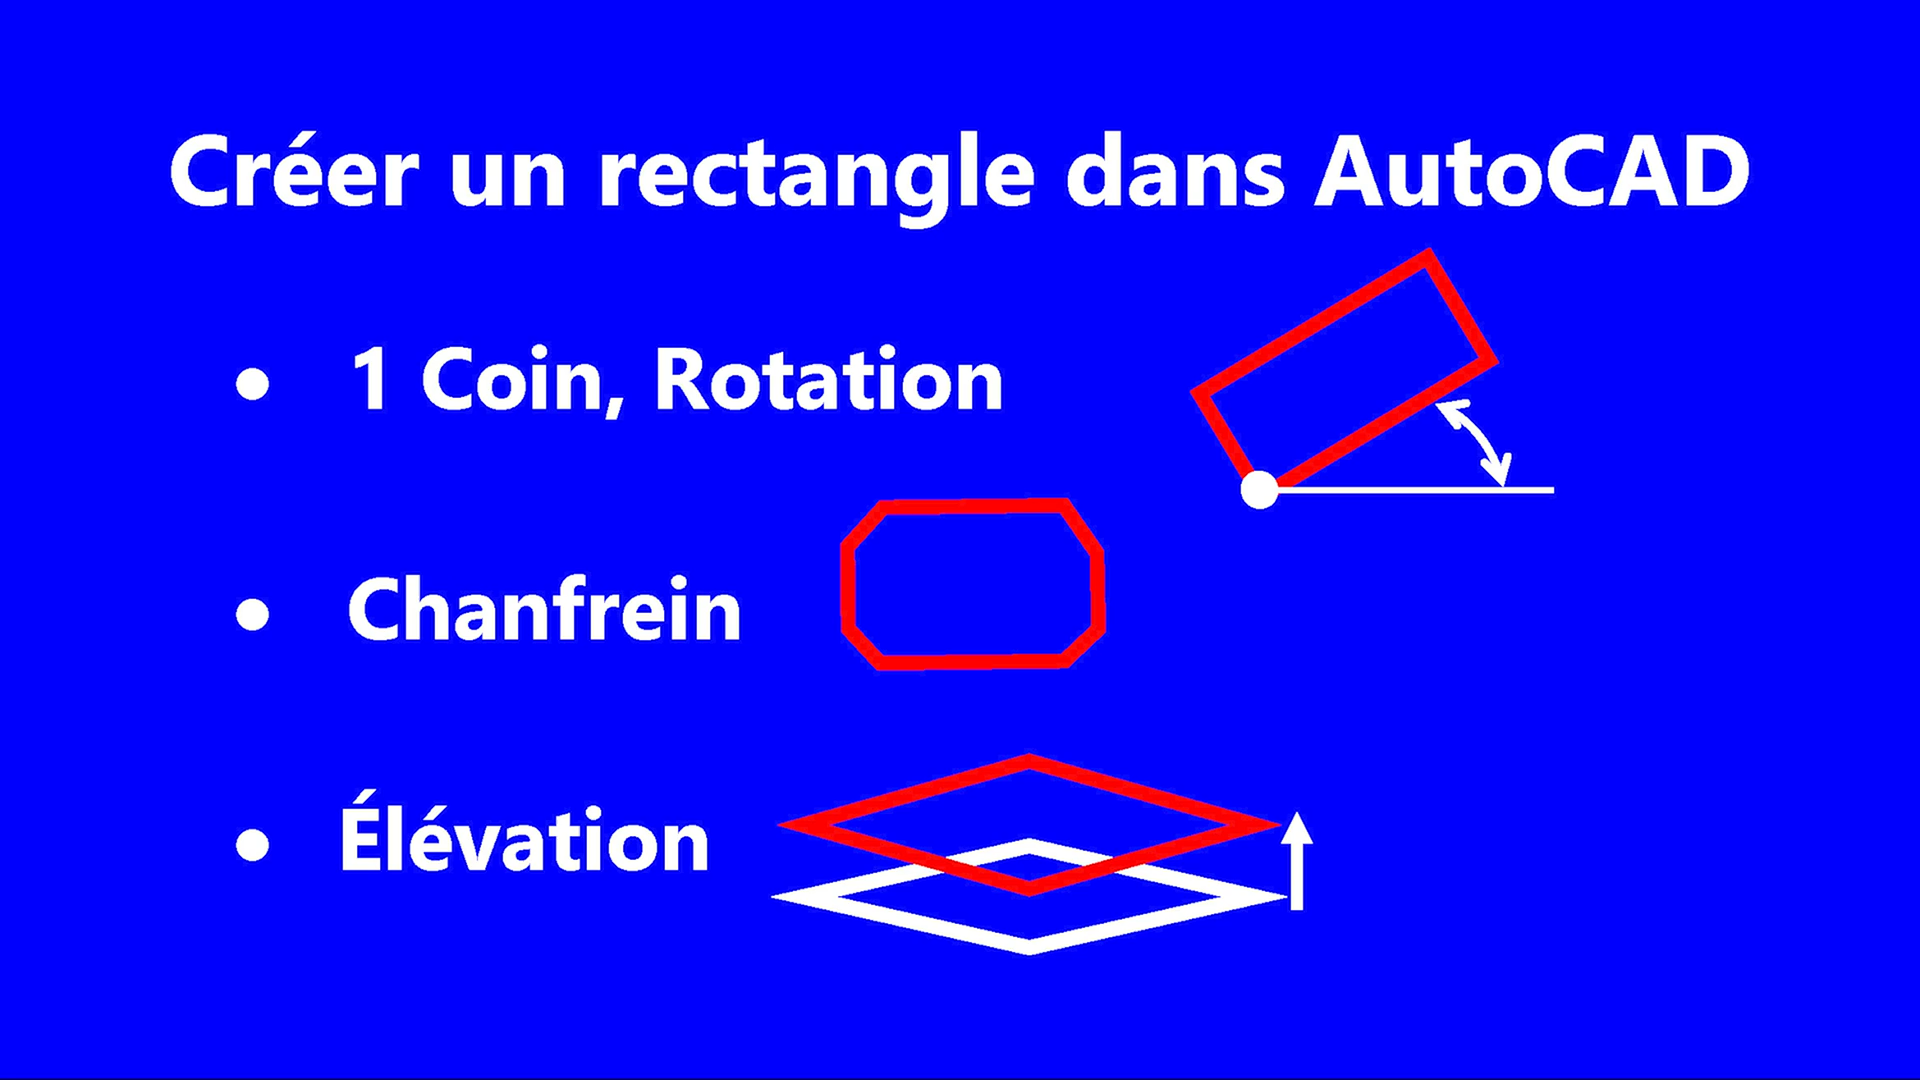 Créer un rectangle dans AutoCAD
• 1 Coin, Rotation
• Chanfrein
• Élévation